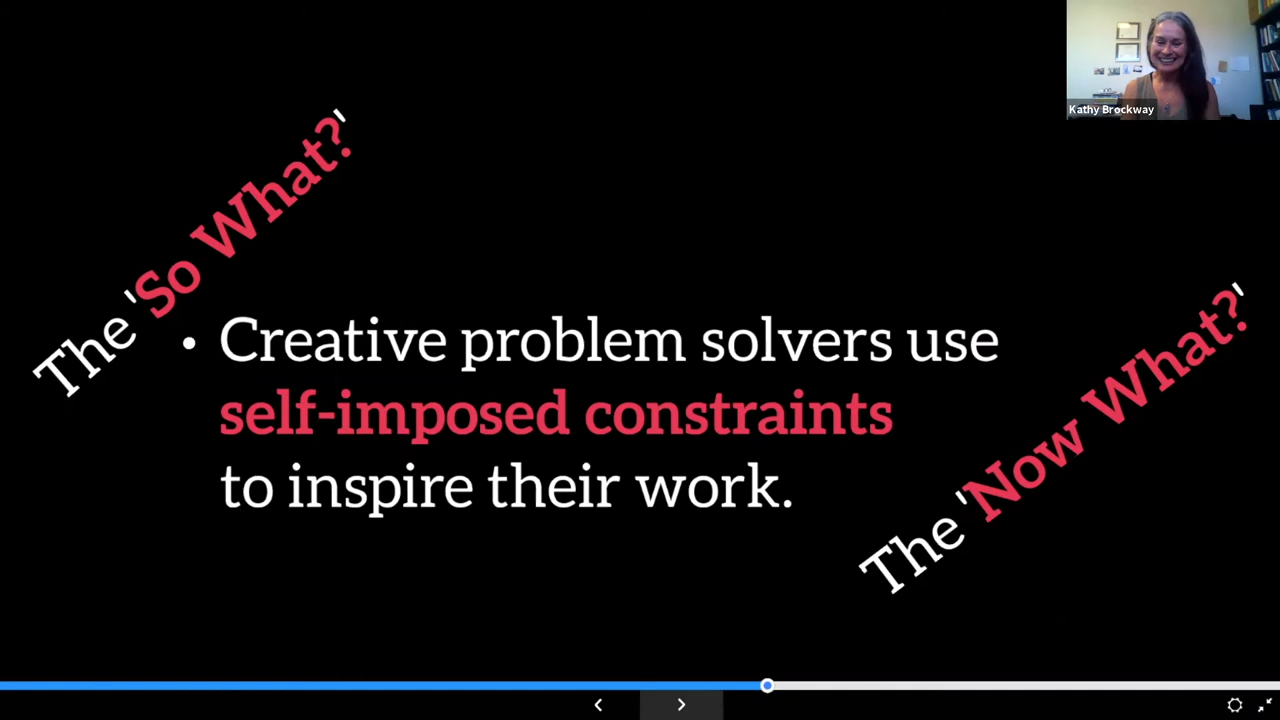 Kathy Brockway
The 'So What?'
• Creative problem solvers use
self-imposed constraints
to inspire their work.
The 'Now What?'